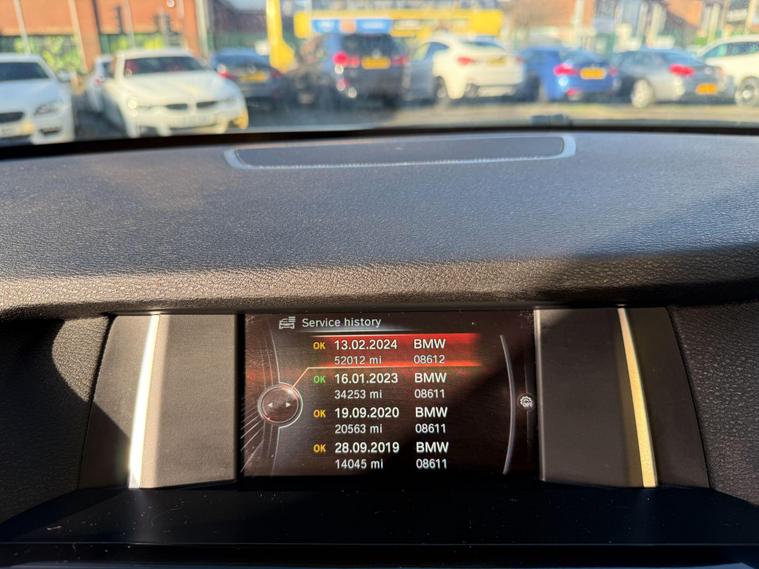 Service history
OK 13.02.2024 BMW
52012 mi 08612
OK 16.01.2023 BMW
34253 mi 08611
OK 19.09.2020 BMW
20563 mi 08611
OK 28.09.2019 BMW
14045 mi 08611